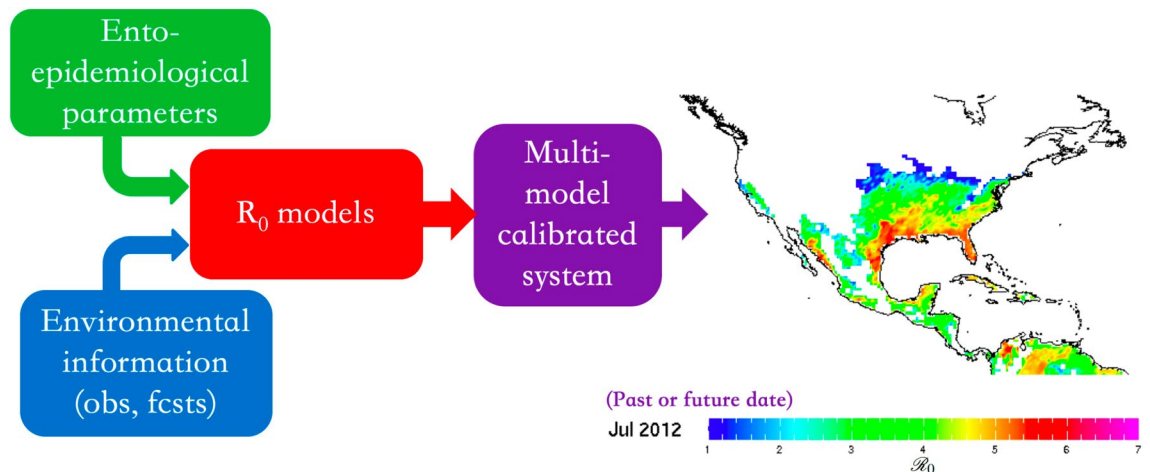 Ento-
epidemiological
parameters
R₀ models
Environmental
information
(obs, fcsts)
Multi-
model
calibrated
system
(Past or future date)
Jul 2012
1 2 3 4 5 6 7
ℛ₀